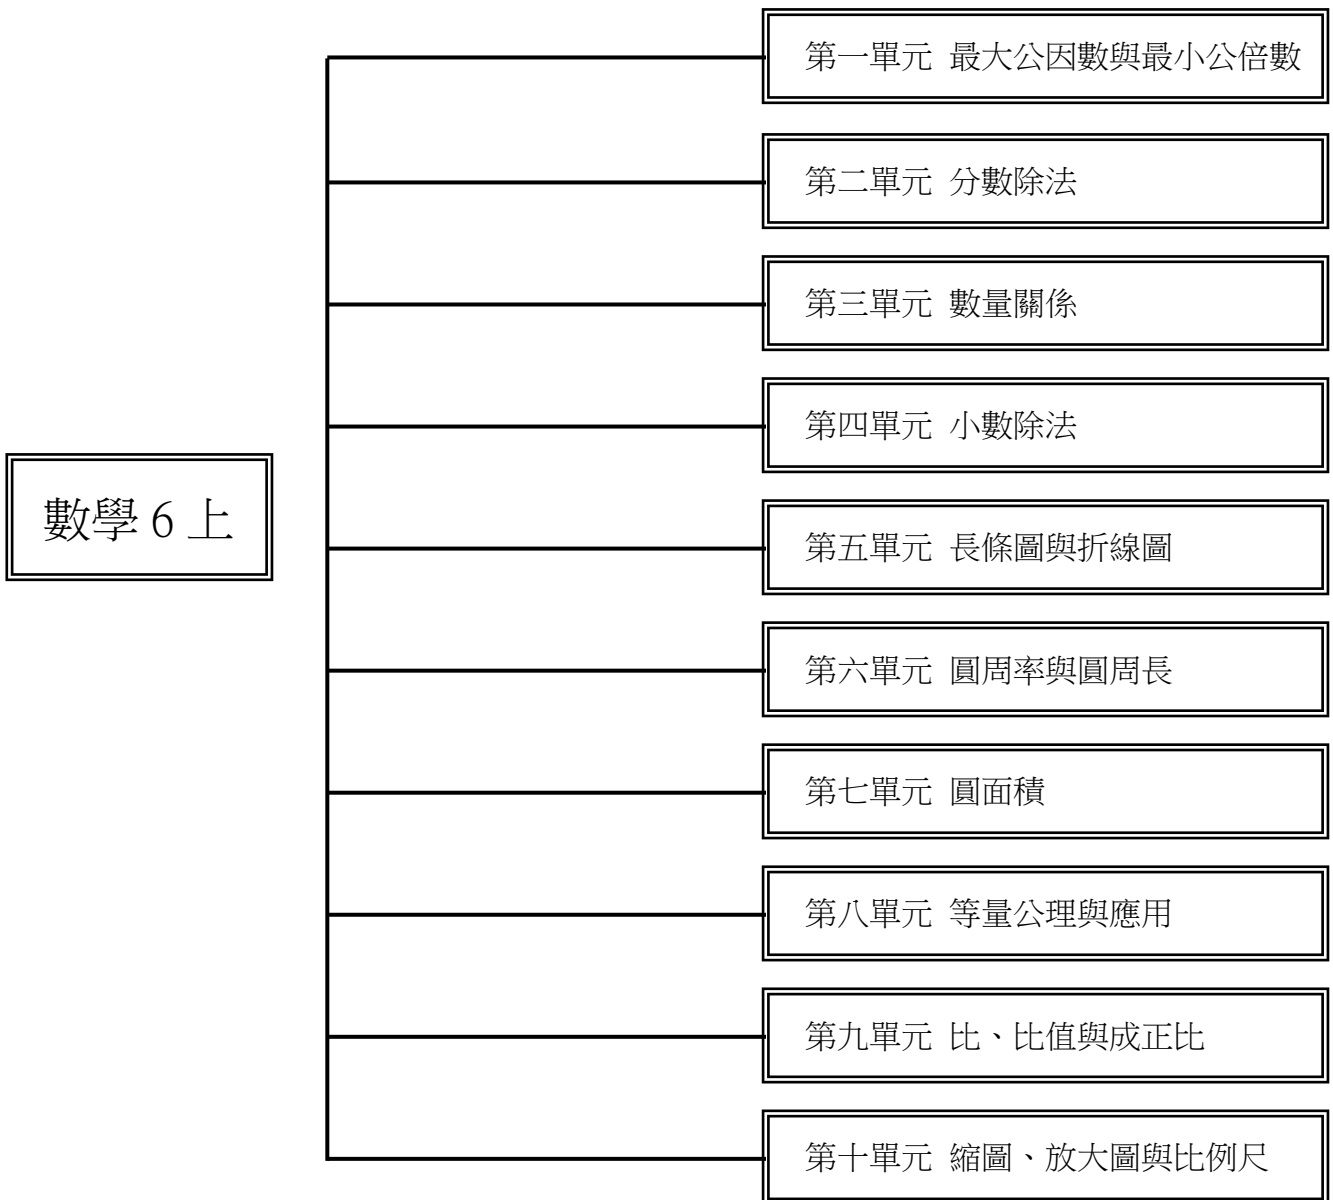 數學 6 上
第一單元 最大公因數與最小公倍數
第二單元 分數除法
第三單元 數量關係
第四單元 小數除法
第五單元 長條圖與折線圖
第六單元 圓周率與圓周長
第七單元 圓面積
第八單元 等量公理與應用
第九單元 比、比值與成正比
第十單元 縮圖、放大圖與比例尺